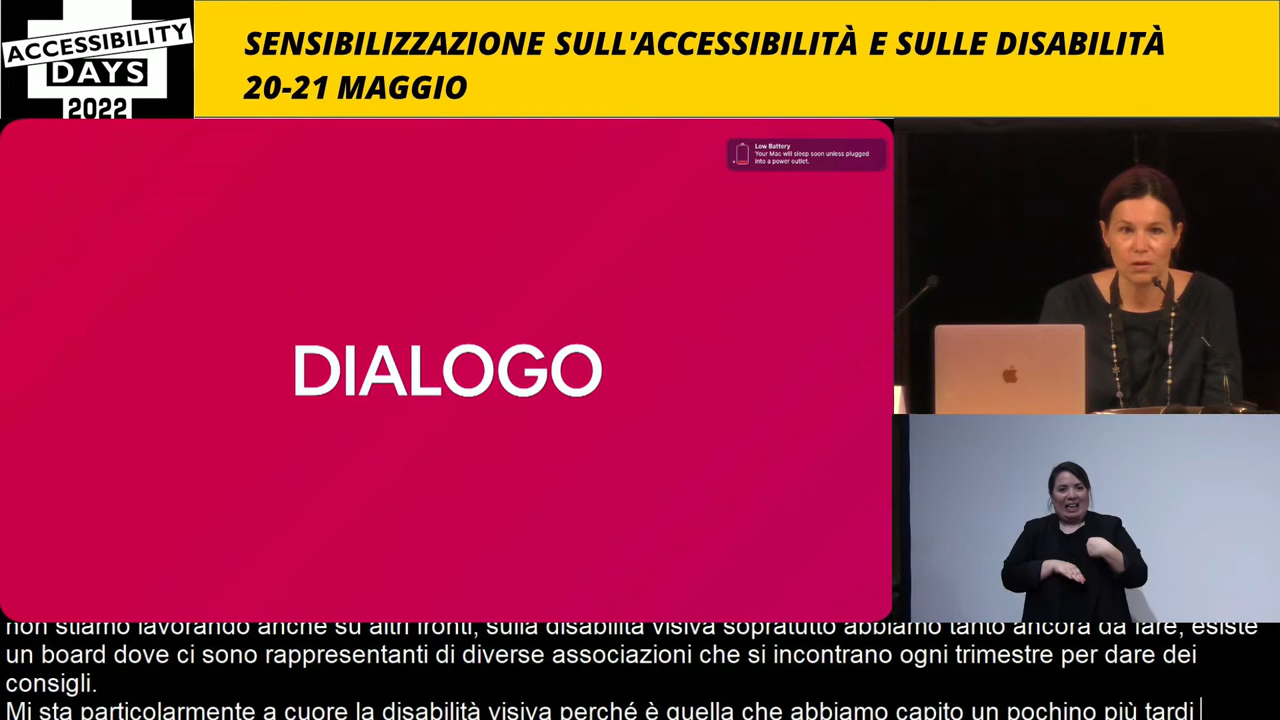 ACCESSIBILITY
DAYS
2022
SENSIBILIZZAZIONE SULL'ACCESSIBILITÀ E SULLE DISABILITÀ
20-21 MAGGIO
Low Battery
Your Mac will sleep soon unless plugged
into a power outlet.
DIALOGO
non stiamo lavorando anche su altri fronti, sulla disabilità visiva sopratutto abbiamo tanto ancora da fare, esiste
un board dove ci sono rappresentanti di diverse associazioni che si incontrano ogni trimestre per dare dei
consigli.
Mi sta particolarmente a cuore la disabilità visiva perché è quella che abbiamo capito un pochino più tardi